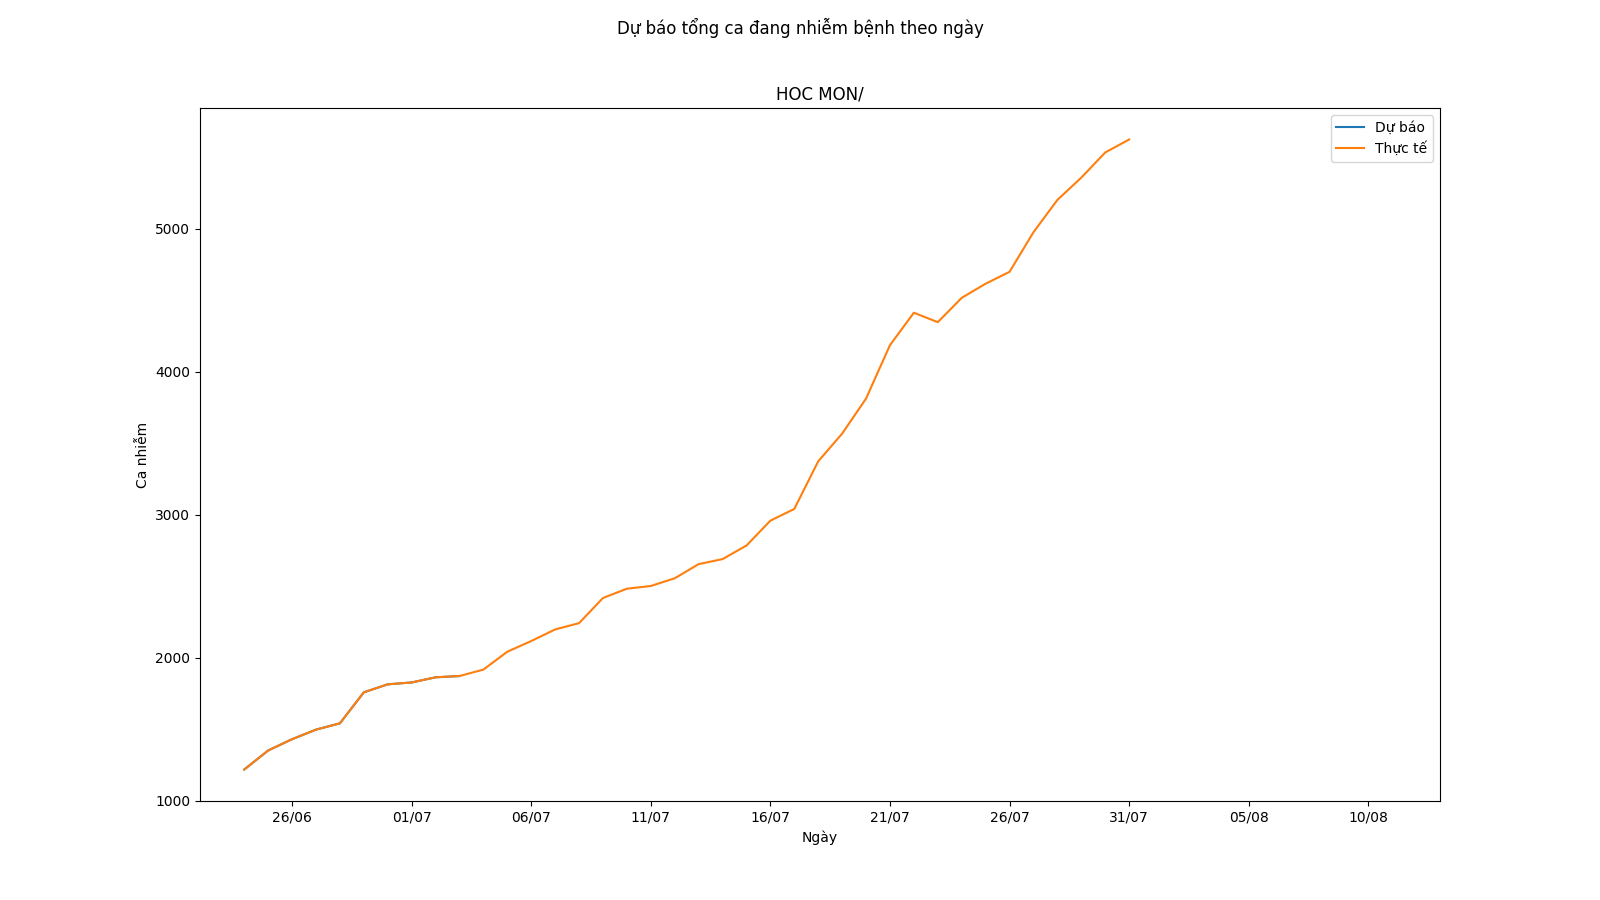 Dự báo tổng ca đang nhiễm bệnh theo ngày
HOC MON/
Dự báo
Thực tế
5000
4000
3000
2000
1000
Ca nhiễm
26/06
01/07
06/07
11/07
16/07
21/07
26/07
31/07
05/08
10/08
Ngày